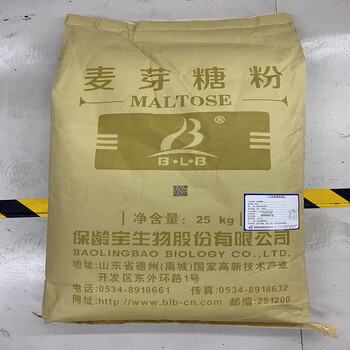 麦芽糖粉
MALTOSE
®
B·L·B
净含量: 25 kg
保龄宝生物股份有限公司
BAOLINGBAO BIOLOGY CO.,LTD.
地址:山东省德州(禹城)国家高新技术产业
开发区东外环路1号
电话:0534-8918661 传真:0534-8918632
网址:http://www.blb-cn.com 邮编:251200